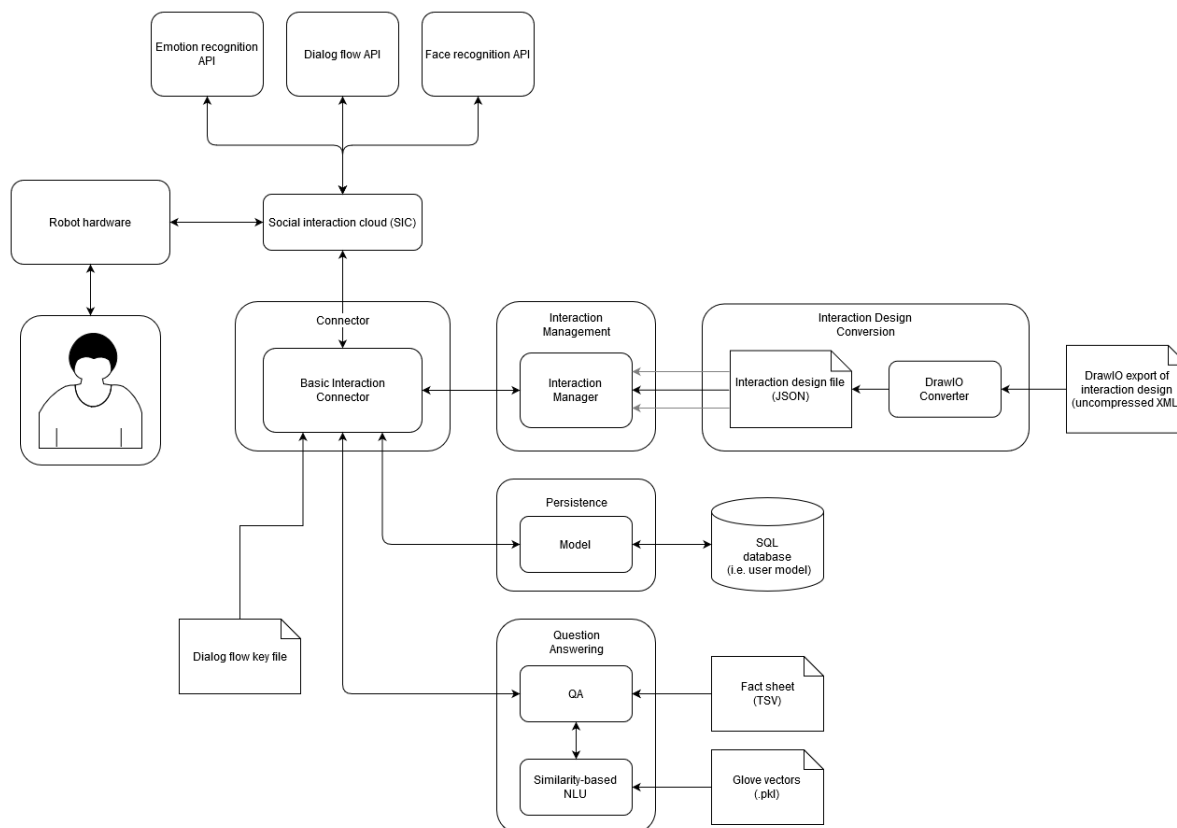 Emotion recognition
API
Dialog flow API
Face recognition API
Robot hardware
Social interaction cloud (SIC)
Connector
Basic Interaction
Connector
Interaction
Management
Interaction
Manager
Interaction Design
Conversion
Interaction design file
(JSON)
DrawIO
Converter
DrawIO export of
interaction design
(uncompressed XML
Persistence
Model
SQL
database
(i.e. user model)
Dialog flow key file
Question
Answering
QA
Fact sheet
(TSV)
Similarity-based
NLU
Glove vectors
(.pkl)